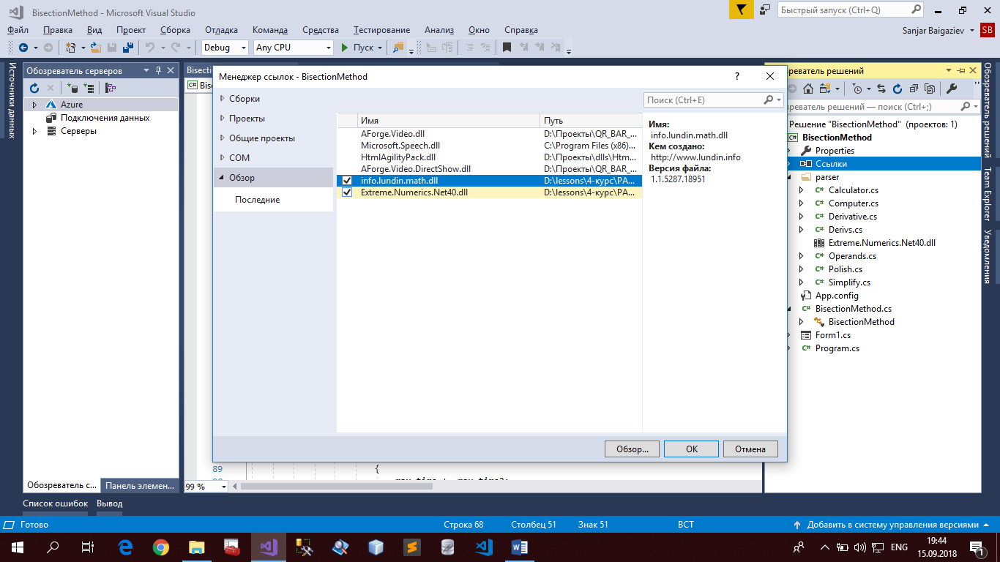 BisectionMethod - Microsoft Visual Studio
Быстрый запуск (Ctrl+Q)
Файл Правка Вид Проект Сборка Отладка Команда Средства Тестирование Анализ Окно Справка
Sanjar Baigaziev SB
Debug Any CPU Пуск
Источники данных
Обозреватель серверов
Azure
Подключения данных
Серверы
Обозреватель с...
Панель элемен...
Менеджер ссылок - BisectionMethod
?
Сборки
Проекты
Общие проекты
COM
Обзор
Последние
Поиск (Ctrl+E)
Имя Путь
AForge.Video.dll D:\Проекты\QR_BAR_...
Microsoft.Speech.dll C:\Program Files (x86)...
HtmlAgilityPack.dll D:\Проекты\dlls\Htm...
AForge.Video.DirectShow.dll D:\Проекты\QR_BAR_...
info.lundin.math.dll D:\lessons\4-курс\PA...
Extreme.Numerics.Net40.dll D:\lessons\4-курс\PA...
Имя:
info.lundin.math.dll
Кем создано:
http://www.lundin.info
Версия файла:
1.1.5287.18951
Обзор...
OK
Отмена
89 {
99 %
реватель решений
реватель решений — поиск (Ctrl+;)
Решение "BisectionMethod" (проектов: 1)
C# BisectionMethod
Properties
Ссылки
parser
C# Calculator.cs
C# Computer.cs
C# Derivative.cs
C# Derivs.cs
Extreme.Numerics.Net40.dll
C# Operands.cs
C# Polish.cs
C# Simplify.cs
App.config
C# BisectionMethod.cs
BisectionMethod
Form1.cs
C# Program.cs
Обозреватель решений
Team Explorer
Уведомления
Список ошибок Вывод
Готово Строка 68 Столбец 51 Знак 51 ВСТ Добавить в систему управления версиями
ENG
19:44
15.09.2018
1